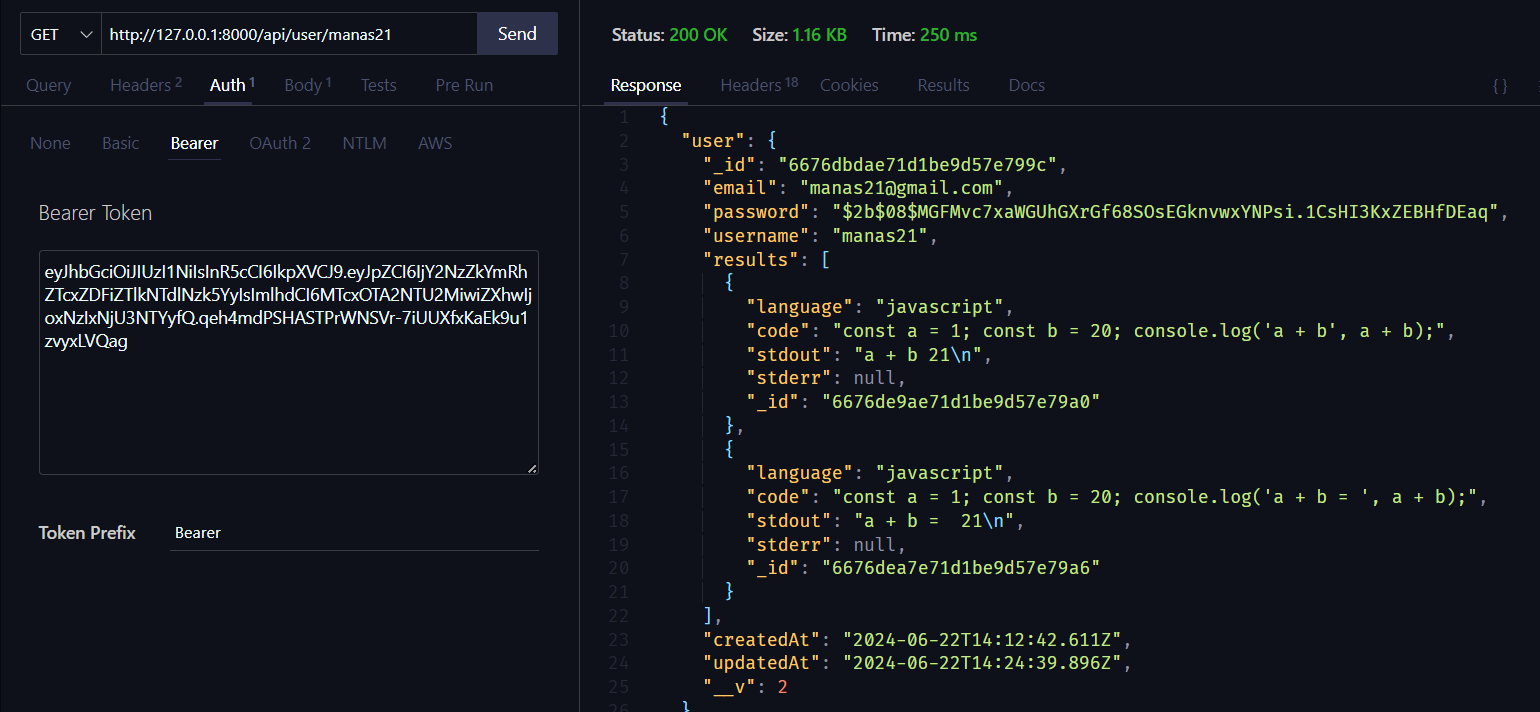 GET http://127.0.0.1:8000/api/user/manas21 Send
Query Headers 2 Auth 1 Body 1 Tests Pre Run
None Basic Bearer OAuth 2 NTLM AWS
Bearer Token
eyJhbGciOiJIUzI1NiIsInR5cCI6IkpXVCJ9.eyJpZCI6IjY2NzZkYmRh
ZTcxZDFiZTlkNTdlNzk5YyIsImlhdCI6MTcxOTA2NTU2MiwiZXhwIj
oxNzIxNjU3NTYyfQ.qeh4mdPSHASTPrWNSVr-7iUUXfxKaEk9u1
zvyxLVQag
Token Prefix Bearer
Status: 200 OK Size: 1.16 KB Time: 250 ms
Response Headers 18 Cookies Results Docs { }
1 {
2 "user": {
3 "_id": "6676dbdae71d1be9d57e799c",
4 "email": "manas21@gmail.com",
5 "password": "$2b$08$MGFMvc7xaWGUhGXrGf68SOsEGknvwxYNPsi.1CsHI3KxZEBHfDEaq",
6 "username": "manas21",
7 "results": [
8 {
9 "language": "javascript",
10 "code": "const a = 1; const b = 20; console.log('a + b', a + b);",
11 "stdout": "a + b 21\n",
12 "stderr": null,
13 "_id": "6676de9ae71d1be9d57e79a0"
14 },
15 {
16 "language": "javascript",
17 "code": "const a = 1; const b = 20; console.log('a + b = ', a + b);",
18 "stdout": "a + b =  21\n",
19 "stderr": null,
20 "_id": "6676dea7e71d1be9d57e79a6"
21 }
22 ],
23 "createdAt": "2024-06-22T14:12:42.611Z",
24 "updatedAt": "2024-06-22T14:24:39.896Z",
25 "__v": 2
26 }